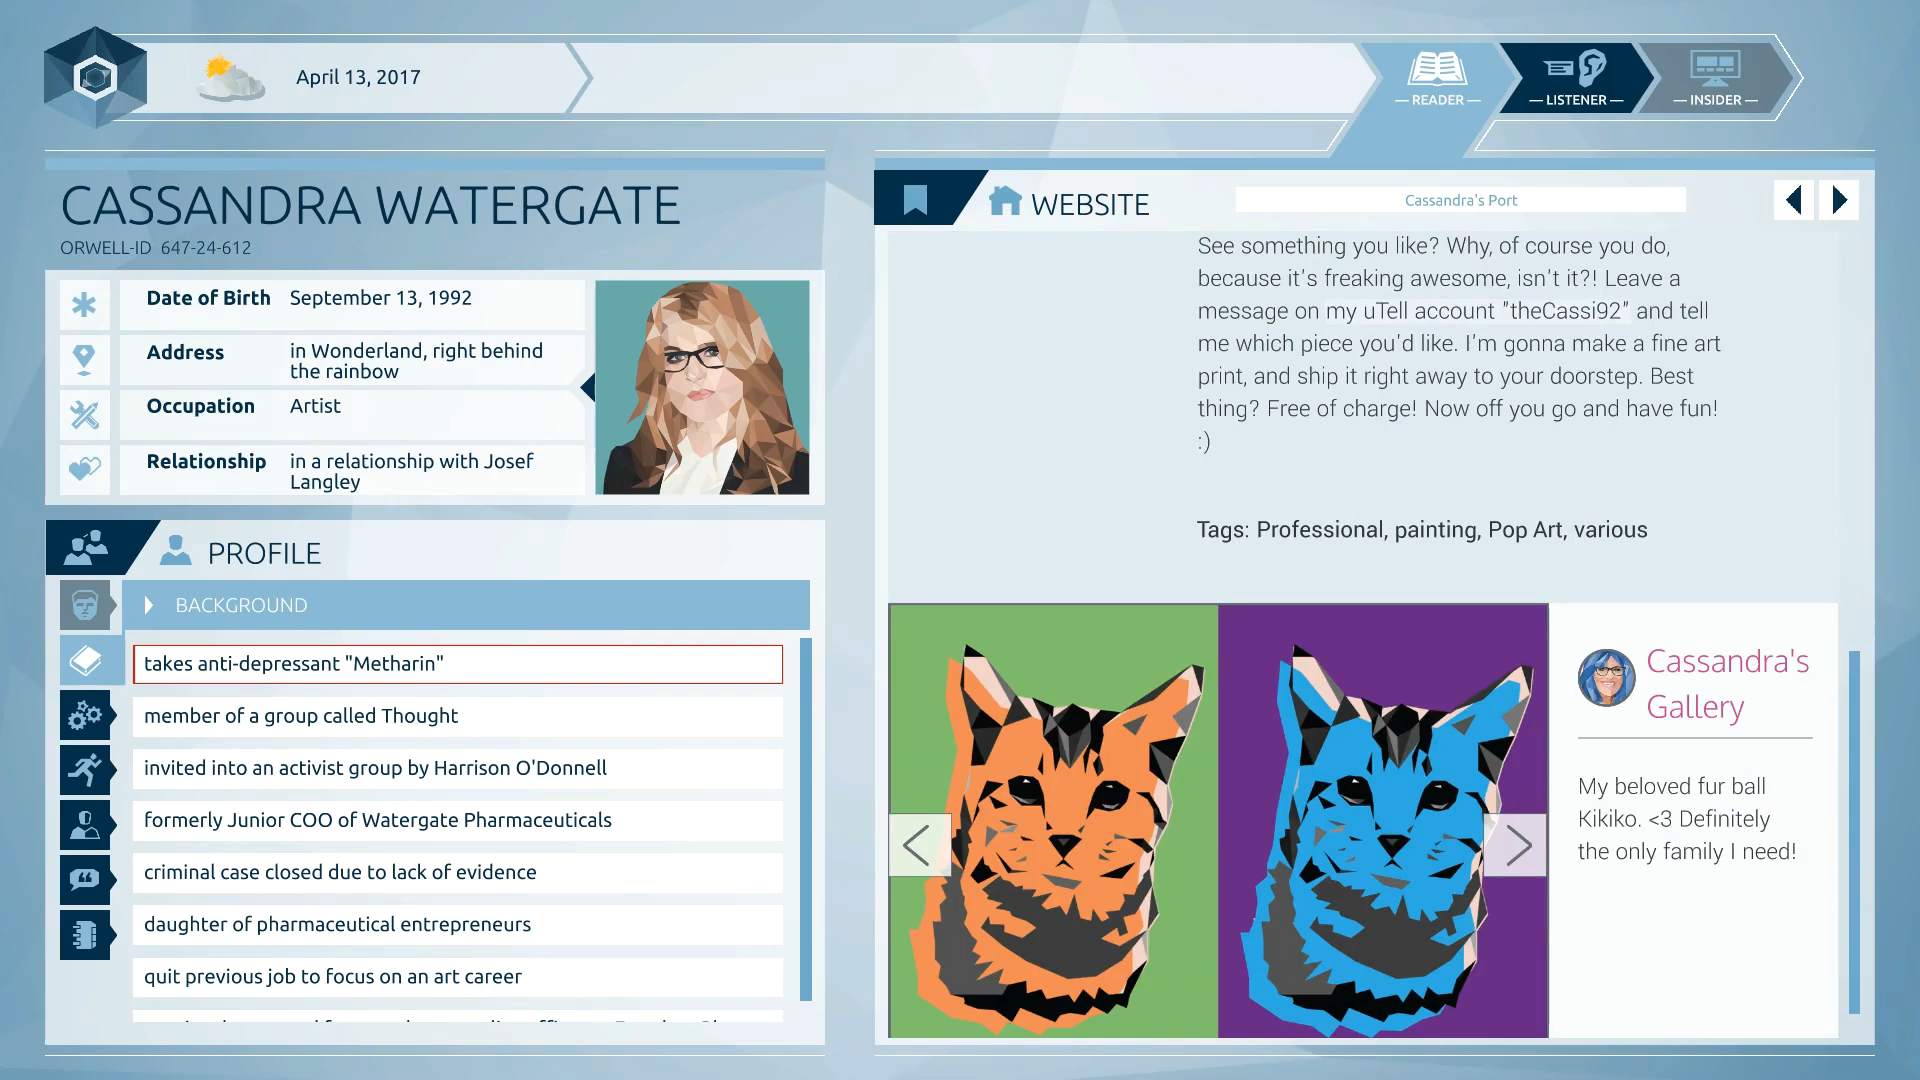 April 13, 2017
READER
LISTENER
INSIDER
CASSANDRA WATERGATE
ORWELL-ID 647-24-612
Date of Birth September 13, 1992
Address in Wonderland, right behind
the rainbow
Occupation Artist
Relationship in a relationship with Josef
Langley
PROFILE
BACKGROUND
takes anti-depressant "Metharin"
member of a group called Thought
invited into an activist group by Harrison O'Donnell
formerly Junior COO of Watergate Pharmaceuticals
criminal case closed due to lack of evidence
daughter of pharmaceutical entrepreneurs
quit previous job to focus on an art career
WEBSITE
Cassandra's Port
See something you like? Why, of course you do,
because it's freaking awesome, isn't it?! Leave a
message on my uTell account "theCassi92" and tell
me which piece you'd like. I'm gonna make a fine art
print, and ship it right away to your doorstep. Best
thing? Free of charge! Now off you go and have fun!
:)
Tags: Professional, painting, Pop Art, various
Cassandra's
Gallery
My beloved fur ball
Kikiko. <3 Definitely
the only family I need!